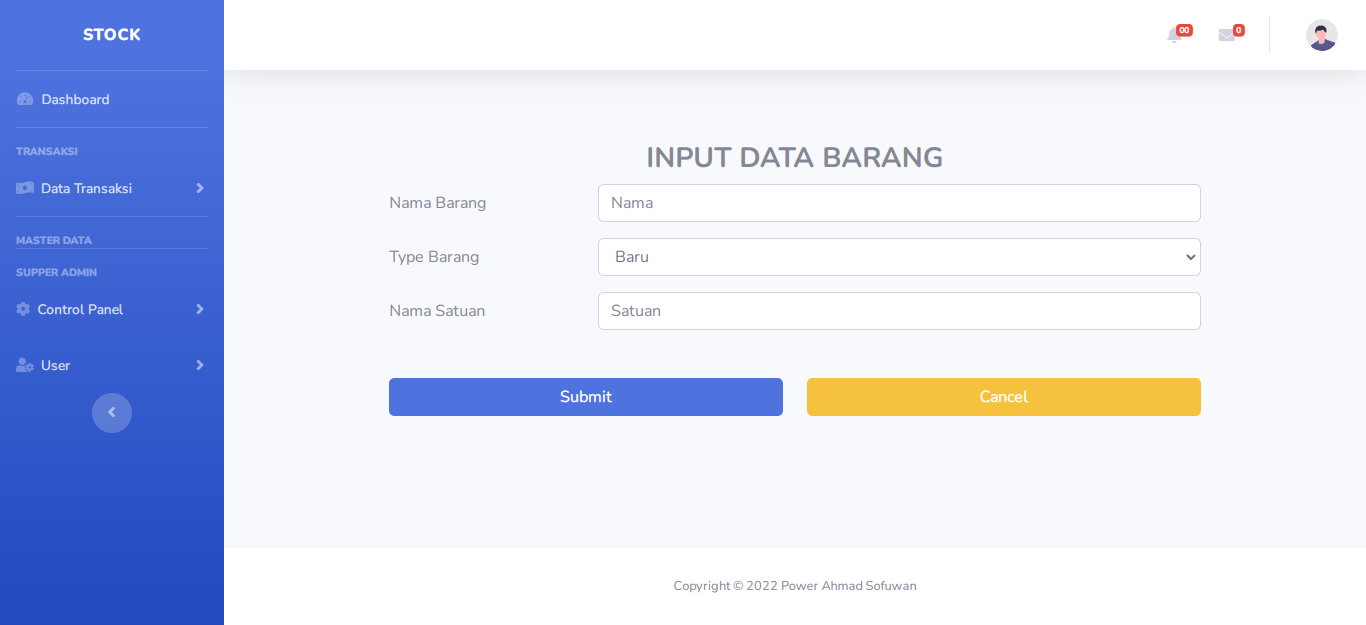 STOCK
00
0
Dashboard
TRANSAKSI
Data Transaksi
MASTER DATA
SUPPER ADMIN
Control Panel
User
INPUT DATA BARANG
Nama Barang
Nama
Type Barang
Baru
Nama Satuan
Satuan
Submit
Cancel
Copyright © 2022 Power Ahmad Sofuwan